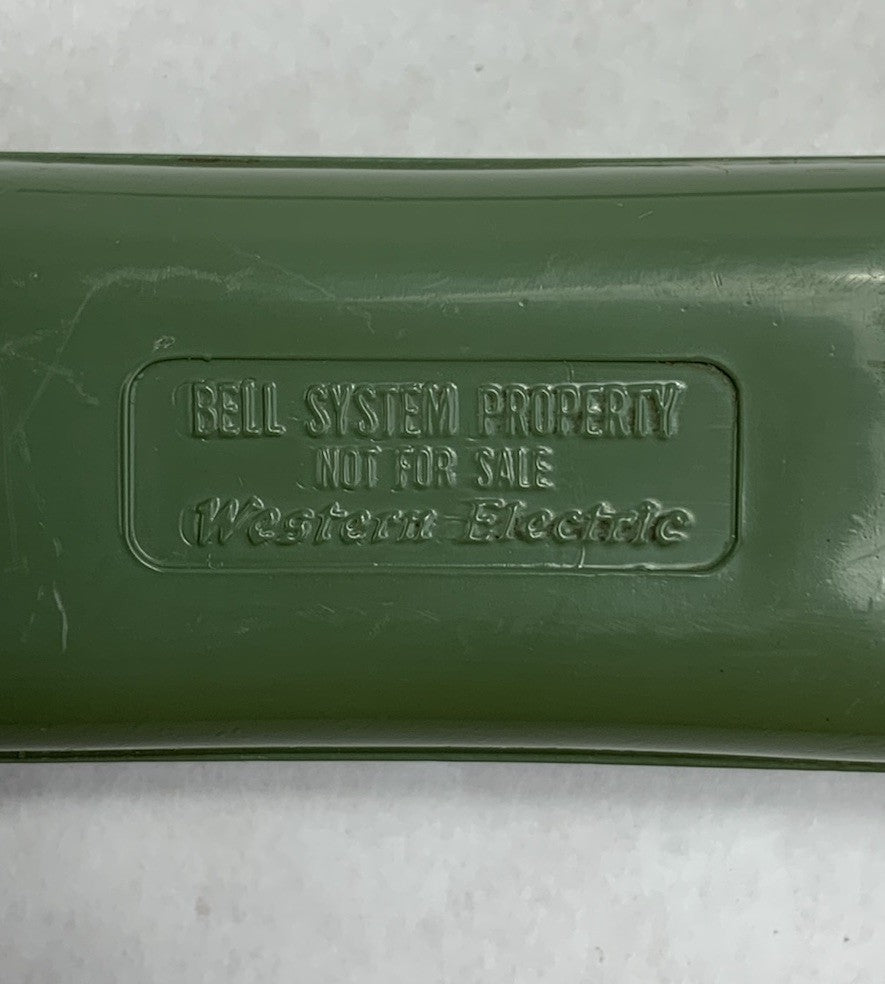 BELL SYSTEM PROPERTY
NOT FOR SALE
Western Electric